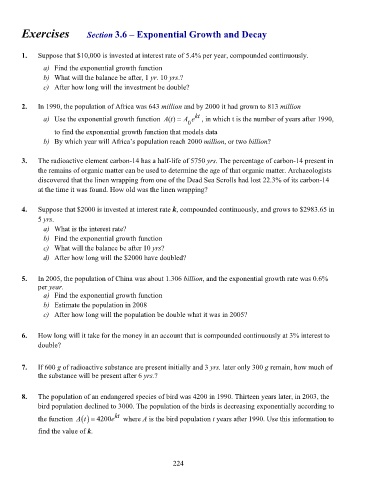 Exercises Section 3.6 – Exponential Growth and Decay
1. Suppose that $10,000 is invested at interest rate of 5.4% per year, compounded continuously.
a) Find the exponential growth function
b) What will the balance be after, 1 yr. 10 yrs.?
c) After how long will the investment be double?
2. In 1990, the population of Africa was 643 million and by 2000 it had grown to 813 million
a) Use the exponential growth function A(t) = A₀eᵏᵗ, in which t is the number of years after 1990,
to find the exponential growth function that models data
b) By which year will Africa's population reach 2000 million, or two billion?
3. The radioactive element carbon-14 has a half-life of 5750 yrs. The percentage of carbon-14 present in
the remains of organic matter can be used to determine the age of that organic matter. Archaeologists
discovered that the linen wrapping from one of the Dead Sea Scrolls had lost 22.3% of its carbon-14
at the time it was found. How old was the linen wrapping?
4. Suppose that $2000 is invested at interest rate k, compounded continuously, and grows to $2983.65 in
5 yrs.
a) What is the interest rate?
b) Find the exponential growth function
c) What will the balance be after 10 yrs?
d) After how long will the $2000 have doubled?
5. In 2005, the population of China was about 1.306 billion, and the exponential growth rate was 0.6%
per year.
a) Find the exponential growth function
b) Estimate the population in 2008
c) After how long will the population be double what it was in 2005?
6. How long will it take for the money in an account that is compounded continuously at 3% interest to
double?
7. If 600 g of radioactive substance are present initially and 3 yrs. later only 300 g remain, how much of
the substance will be present after 6 yrs.?
8. The population of an endangered species of bird was 4200 in 1990. Thirteen years later, in 2003, the
bird population declined to 3000. The population of the birds is decreasing exponentially according to
the function A(t) = 4200eᵏᵗ where A is the bird population t years after 1990. Use this information to
find the value of k.
224